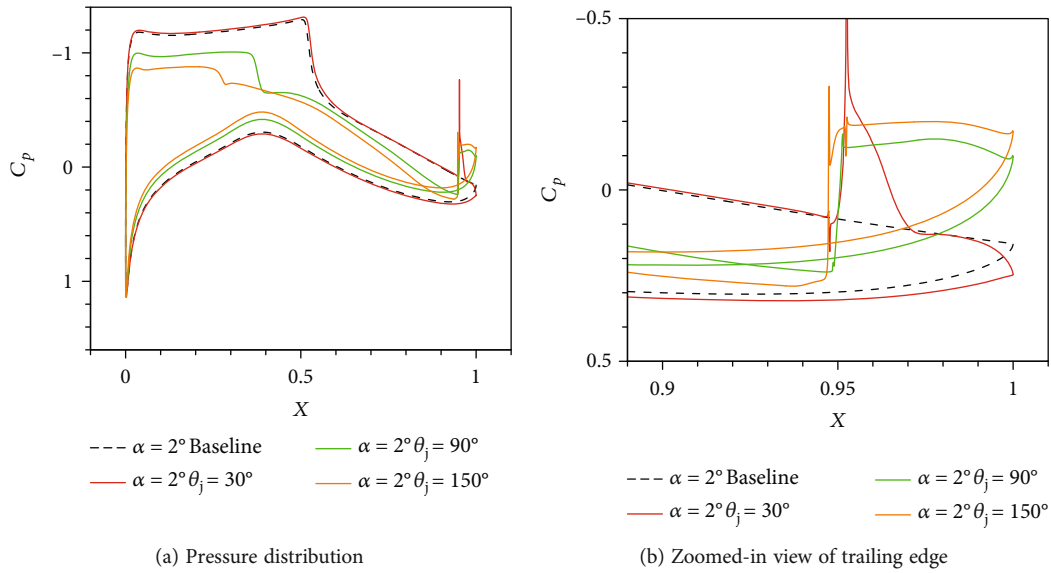 −1
0
1
C_p
0
0.5
1
X
α = 2° Baseline
α = 2° θ_j = 30°
α = 2° θ_j = 90°
α = 2° θ_j = 150°
(a) Pressure distribution
−0.5
0
0.5
C_p
0.9
0.95
1
X
α = 2° Baseline
α = 2° θ_j = 30°
α = 2° θ_j = 90°
α = 2° θ_j = 150°
(b) Zoomed-in view of trailing edge